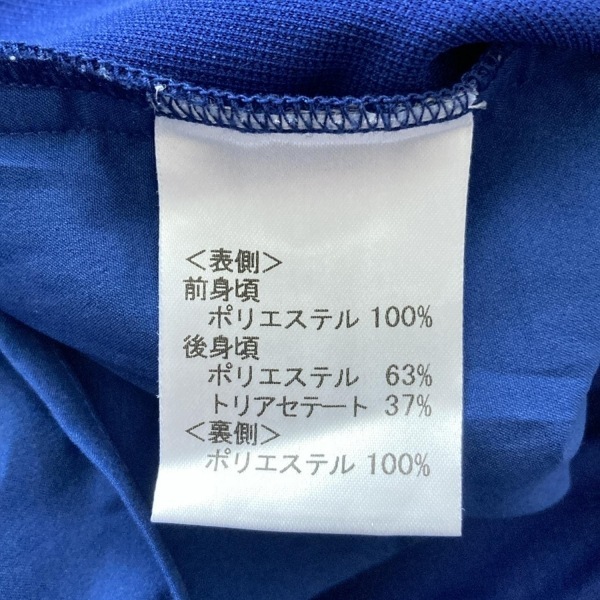 ＜表側＞
前身頃
ポリエステル 100%
後身頃
ポリエステル 63%
トリアセテート 37%
＜裏側＞
ポリエステル 100%